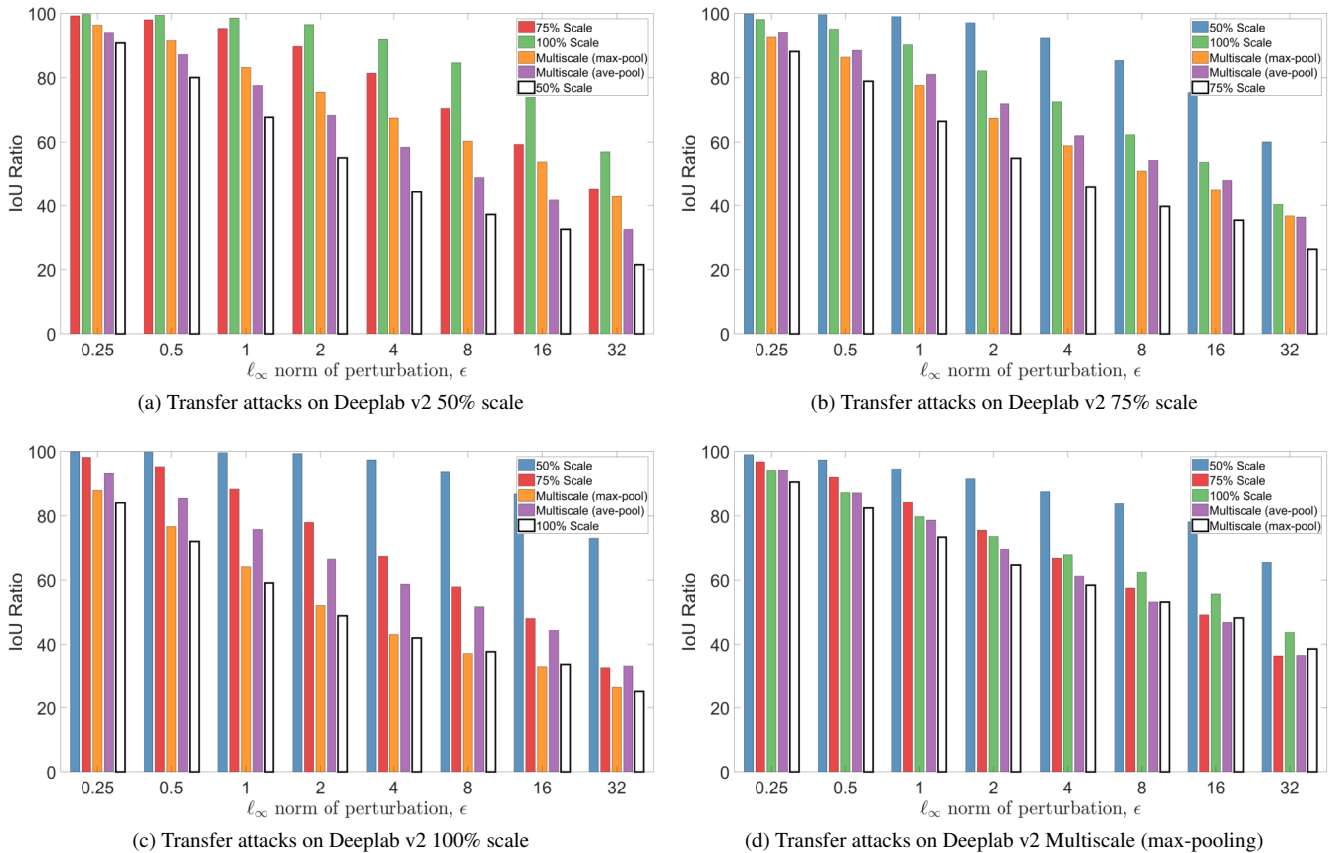 100
80
60
40
20
0
IoU Ratio
75% Scale
100% Scale
Multiscale (max-pool)
Multiscale (ave-pool)
50% Scale
0.25 0.5 1 2 4 8 16 32
ℓ∞ norm of perturbation, ϵ
(a) Transfer attacks on Deeplab v2 50% scale
100
80
60
40
20
0
IoU Ratio
50% Scale
100% Scale
Multiscale (max-pool)
Multiscale (ave-pool)
75% Scale
0.25 0.5 1 2 4 8 16 32
ℓ∞ norm of perturbation, ϵ
(b) Transfer attacks on Deeplab v2 75% scale
100
80
60
40
20
0
IoU Ratio
50% Scale
75% Scale
Multiscale (max-pool)
Multiscale (ave-pool)
100% Scale
0.25 0.5 1 2 4 8 16 32
ℓ∞ norm of perturbation, ϵ
(c) Transfer attacks on Deeplab v2 100% scale
100
80
60
40
20
0
IoU Ratio
50% Scale
75% Scale
100% Scale
Multiscale (ave-pool)
Multiscale (max-pool)
0.25 0.5 1 2 4 8 16 32
ℓ∞ norm of perturbation, ϵ
(d) Transfer attacks on Deeplab v2 Multiscale (max-pooling)